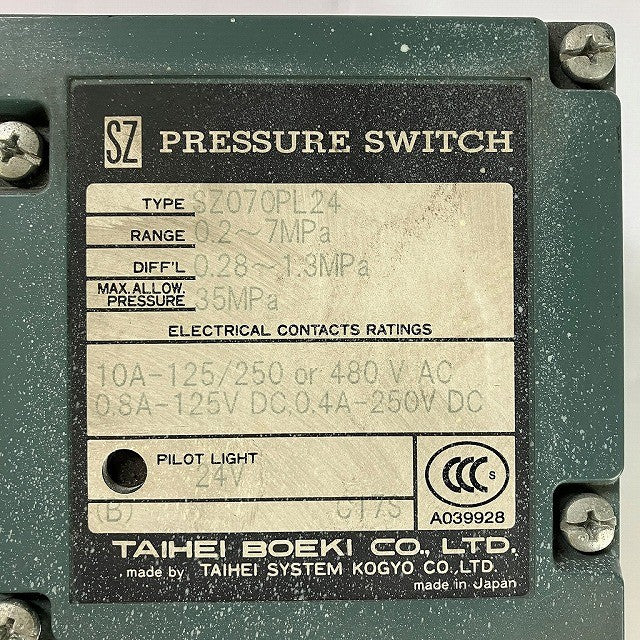 SZ PRESSURE SWITCH
TYPE SZ070PL24
RANGE 0.2~7MPa
DIFF'L 0.28~1.3MPa
MAX. ALLOW. PRESSURE 35MPa
ELECTRICAL CONTACTS RATINGS
10A-125/250 or 480 V AC
0.8A-125V DC,0.4A-250V DC
PILOT LIGHT
24V
(B) C17S
CCC S
A039928
TAIHEI BOEKI CO., LTD.
made by TAIHEI SYSTEM KOGYO CO. LTD.
made in Japan